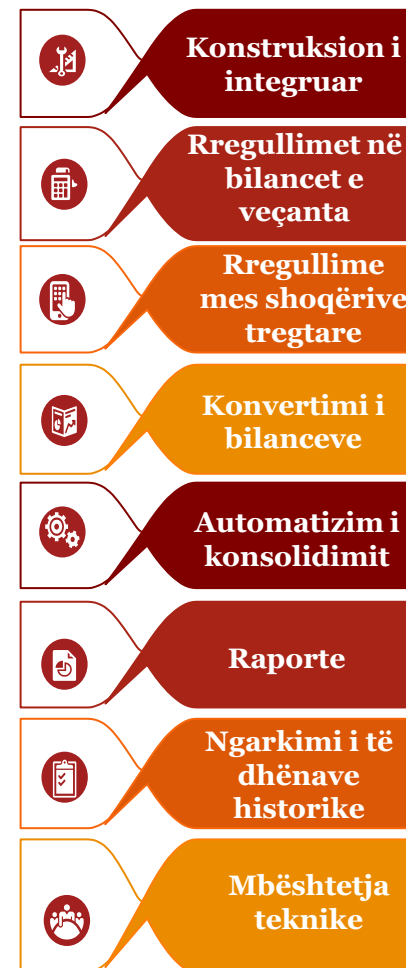 Konstruksion i
integruar
Rregullimet në
bilancet e
veçanta
Rregullime
mes shoqërive
tregtare
Konvertimi i
bilanceve
Automatizim i
konsolidimit
Raporte
Ngarkimi i të
dhënave
historike
Mbështetja
teknike